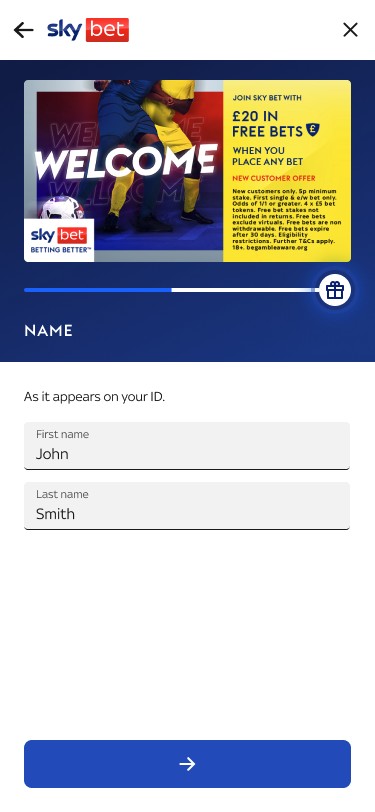 sky bet
JOIN SKY BET WITH
£20 IN
FREE BETS £
WHEN YOU
PLACE ANY BET
NEW CUSTOMER OFFER
New customers only. 5p minimum
stake. First single & e/w bet only.
Odds of 1/1 or greater. 4 x £5 bet
tokens. Free bet stakes not
included in returns. Free bets
exclude virtuals. Free bets are non
withdrawable. Free bets expire
after 30 days. Eligibility
restrictions. Further T&Cs apply.
18+. begambleaware.org
WELCOME
WELCOME
WELCOME
sky bet
BETTING BETTER™
NAME
As it appears on your ID.
First name
John
Last name
Smith